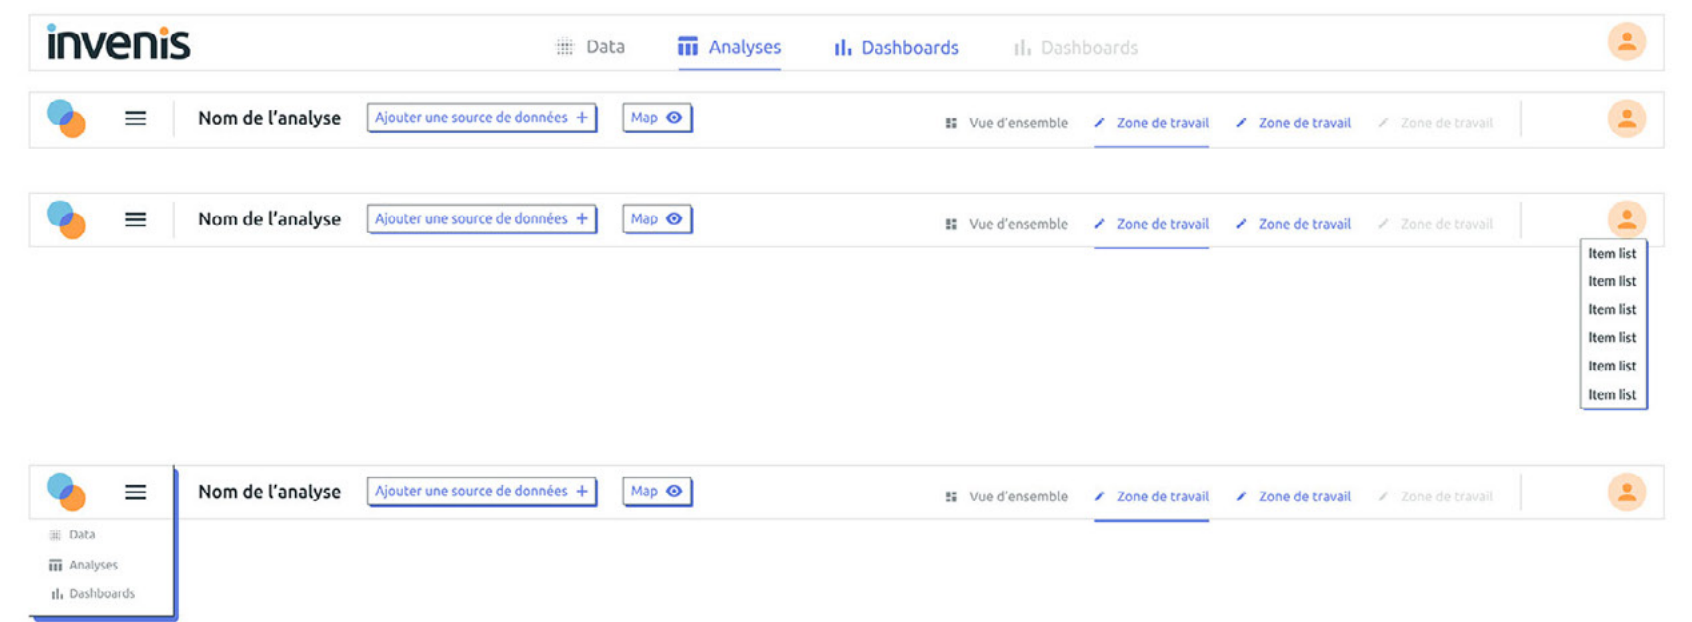 invenis Data Analyses Dashboards Dashboards
Nom de l'analyse Ajouter une source de données + Map Vue d'ensemble Zone de travail Zone de travail Zone de travail
Nom de l'analyse Ajouter une source de données + Map Vue d'ensemble Zone de travail Zone de travail Zone de travail
Item list
Item list
Item list
Item list
Item list
Item list
Nom de l'analyse Ajouter une source de données + Map Vue d'ensemble Zone de travail Zone de travail Zone de travail
Data
Analyses
Dashboards